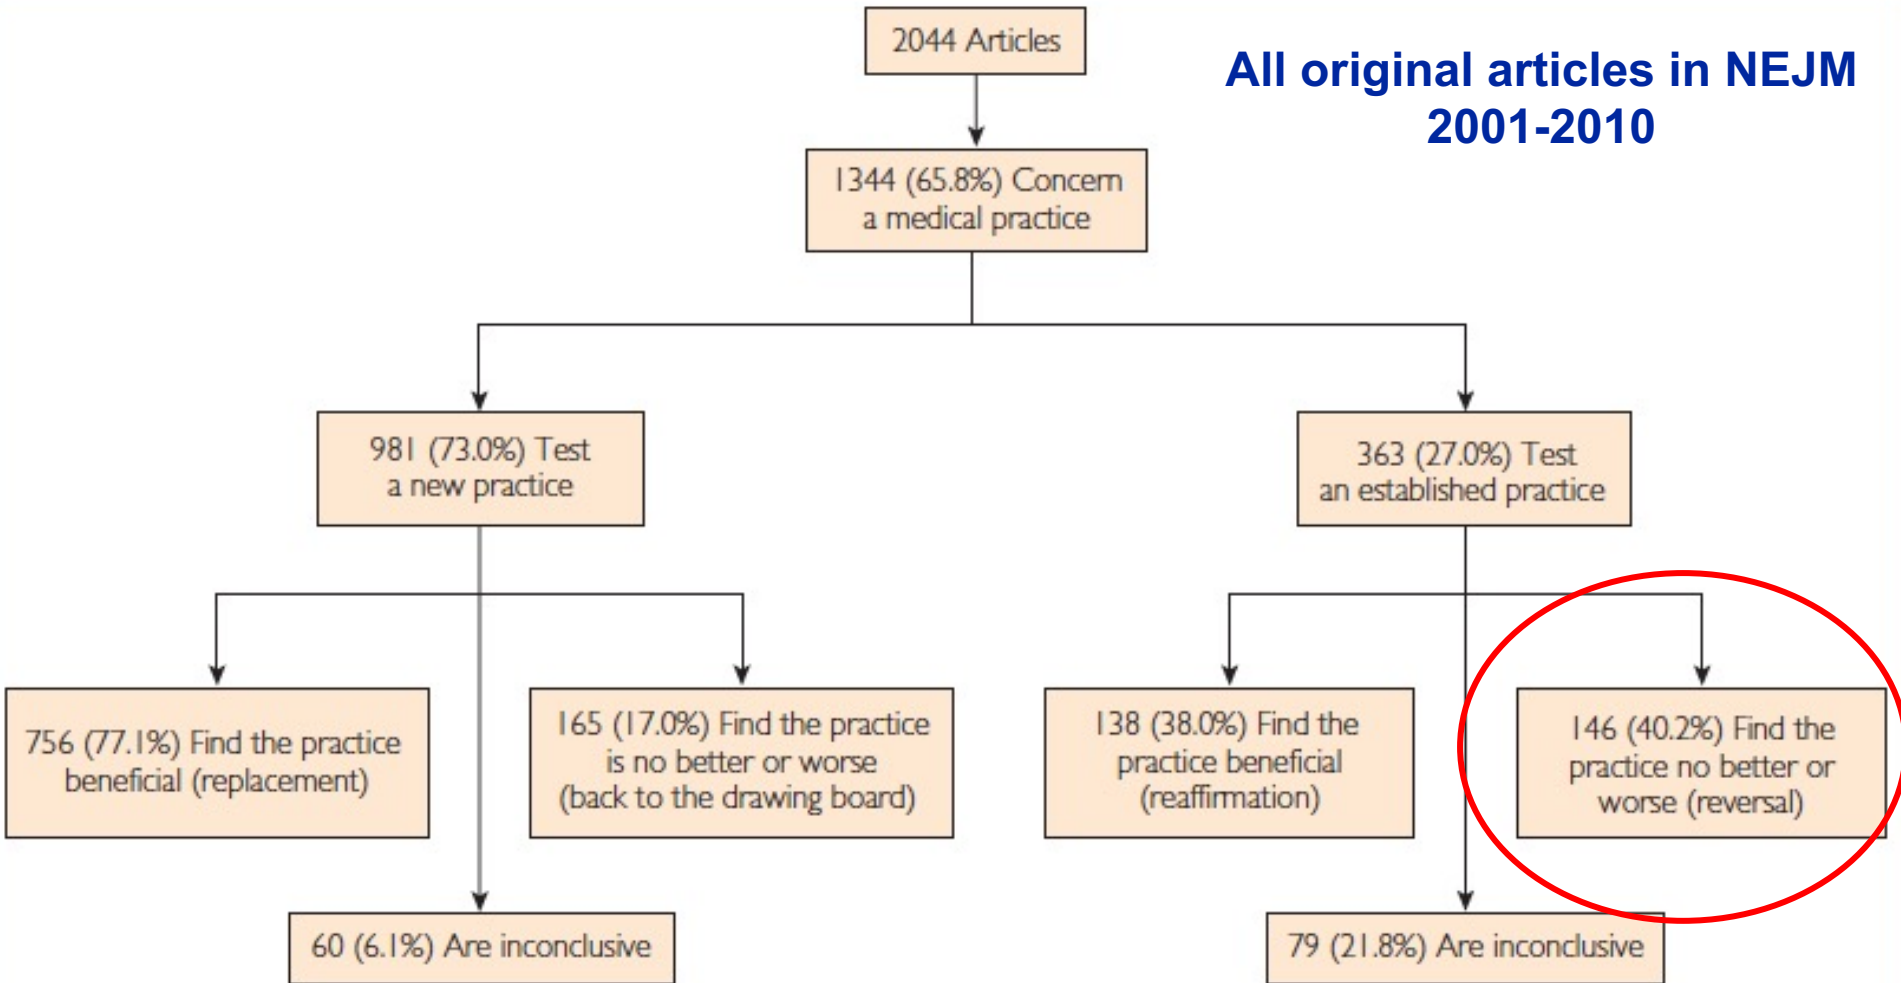 2044 Articles
All original articles in NEJM
2001-2010
1344 (65.8%) Concern
a medical practice
981 (73.0%) Test
a new practice
363 (27.0%) Test
an established practice
756 (77.1%) Find the practice
beneficial (replacement)
165 (17.0%) Find the practice
is no better or worse
(back to the drawing board)
138 (38.0%) Find the
practice beneficial
(reaffirmation)
146 (40.2%) Find the
practice no better or
worse (reversal)
60 (6.1%) Are inconclusive
79 (21.8%) Are inconclusive